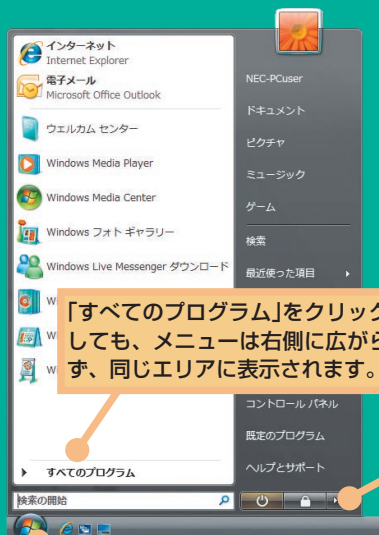 インターネット
Internet Explorer
電子メール
Microsoft Office Outlook
ウェルカム センター
Windows Media Player
Windows Media Center
Windows フォト ギャラリー
Windows Live Messenger ダウンロード
Wi
Wi
Wi
すべてのプログラム
検索の開始
NEC-PCuser
ドキュメント
ピクチャ
ミュージック
ゲーム
検索
最近使った項目
コントロール パネル
既定のプログラム
ヘルプとサポート
「すべてのプログラム」をクリック
しても、メニューは右側に広がら
ず、同じエリアに表示されます。